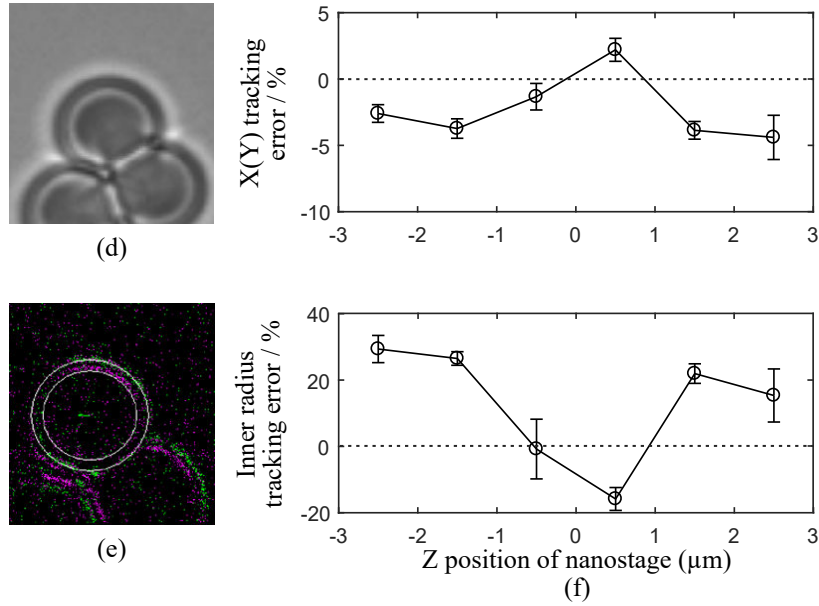 (d)
X(Y) tracking
error / %
5
0
-5
-10
-3 -2 -1 0 1 2 3
(e)
Inner radius
tracking error / %
40
20
0
-20
-3 -2 -1 0 1 2 3
Z position of nanostage (μm)
(f)